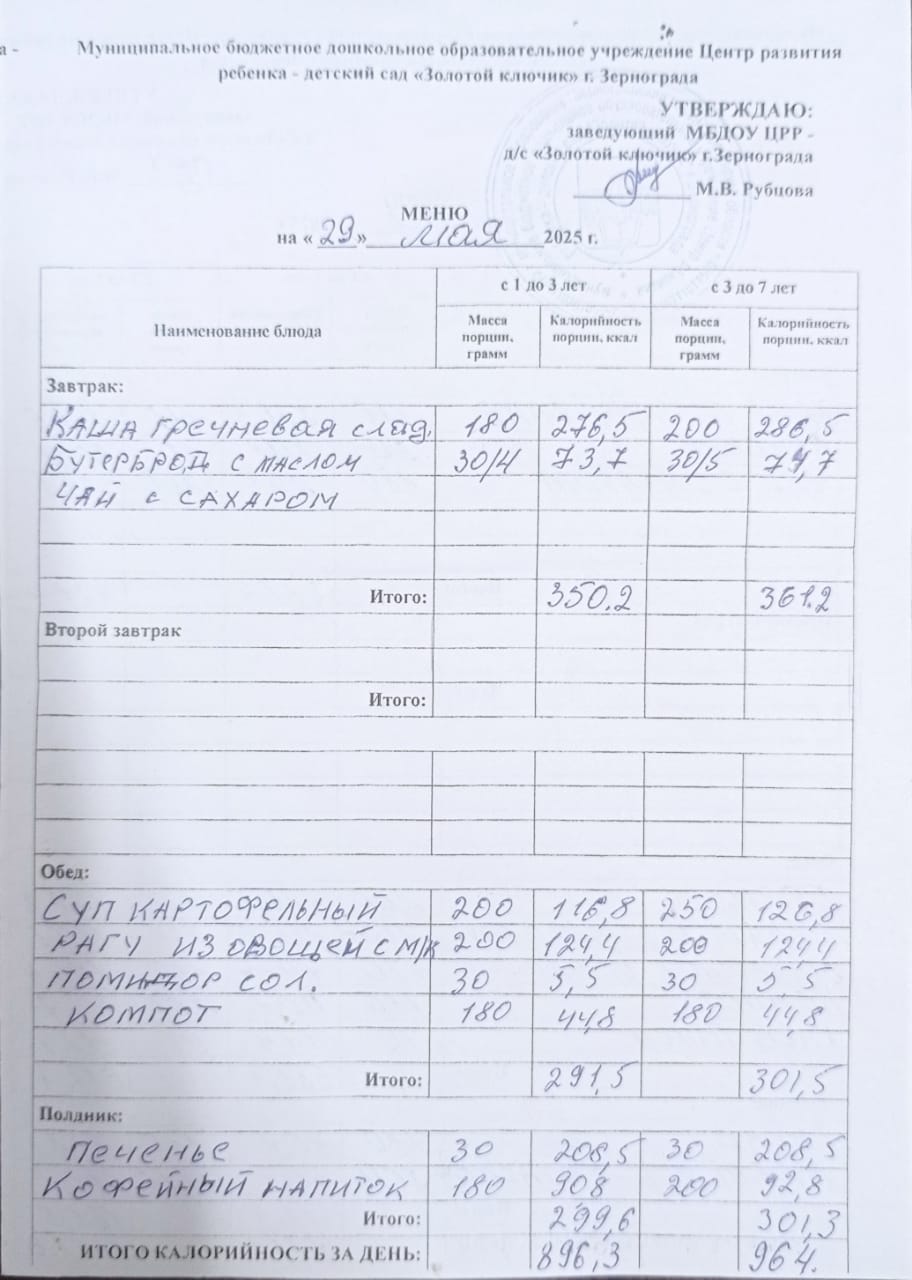 а -
Муниципальное бюджетное дошкольное образовательное учреждение Центр развития
ребенка - детский сад «Золотой ключик» г. Зернограда
УТВЕРЖДАЮ:
заведующий МБДОУ ЦРР -
д/с «Золотой ключик» г.Зернограда
М.В. Рубцова
МЕНЮ
на « 29 » мая 2025 г.
Наименование блюда с 1 до 3 лет с 3 до 7 лет
Масса порции, грамм Калорийность порции, ккал Масса порции, грамм Калорийность порции, ккал
Завтрак:
Каша гречневая слад. 180 276,5 200 286,5
Бутерброд с маслом 30/4 73,7 30/5 74,7
Чай с сахаром
Итого: 350.2 361.2
Второй завтрак
Итого:
Обед:
Суп картофельный 200 116,8 250 126,8
Рагу из овощей с м/к 200 124,4 200 124,4
Помидор сол. 30 5,5 30 5,5
Компот 180 44,8 180 44,8
Итого: 291,5 301,5
Полдник:
Печенье 30 208,5 30 208,5
Кофейный напиток 180 908 200 92,8
Итого: 299,6 301,3
ИТОГО КАЛОРИЙНОСТЬ ЗА ДЕНЬ: 896,3 964.